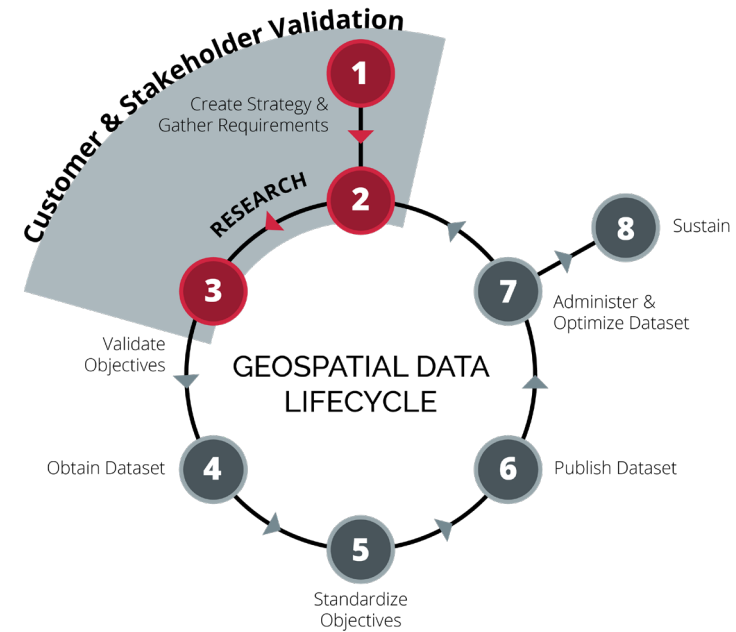 Customer & Stakeholder Validation
1
Create Strategy &
Gather Requirements
RESEARCH
2
8
Sustain
3
7
Administer &
Optimize Dataset
Validate
Objectives
GEOSPATIAL DATA
LIFECYCLE
Obtain Dataset
4
6
Publish Dataset
5
Standardize
Objectives